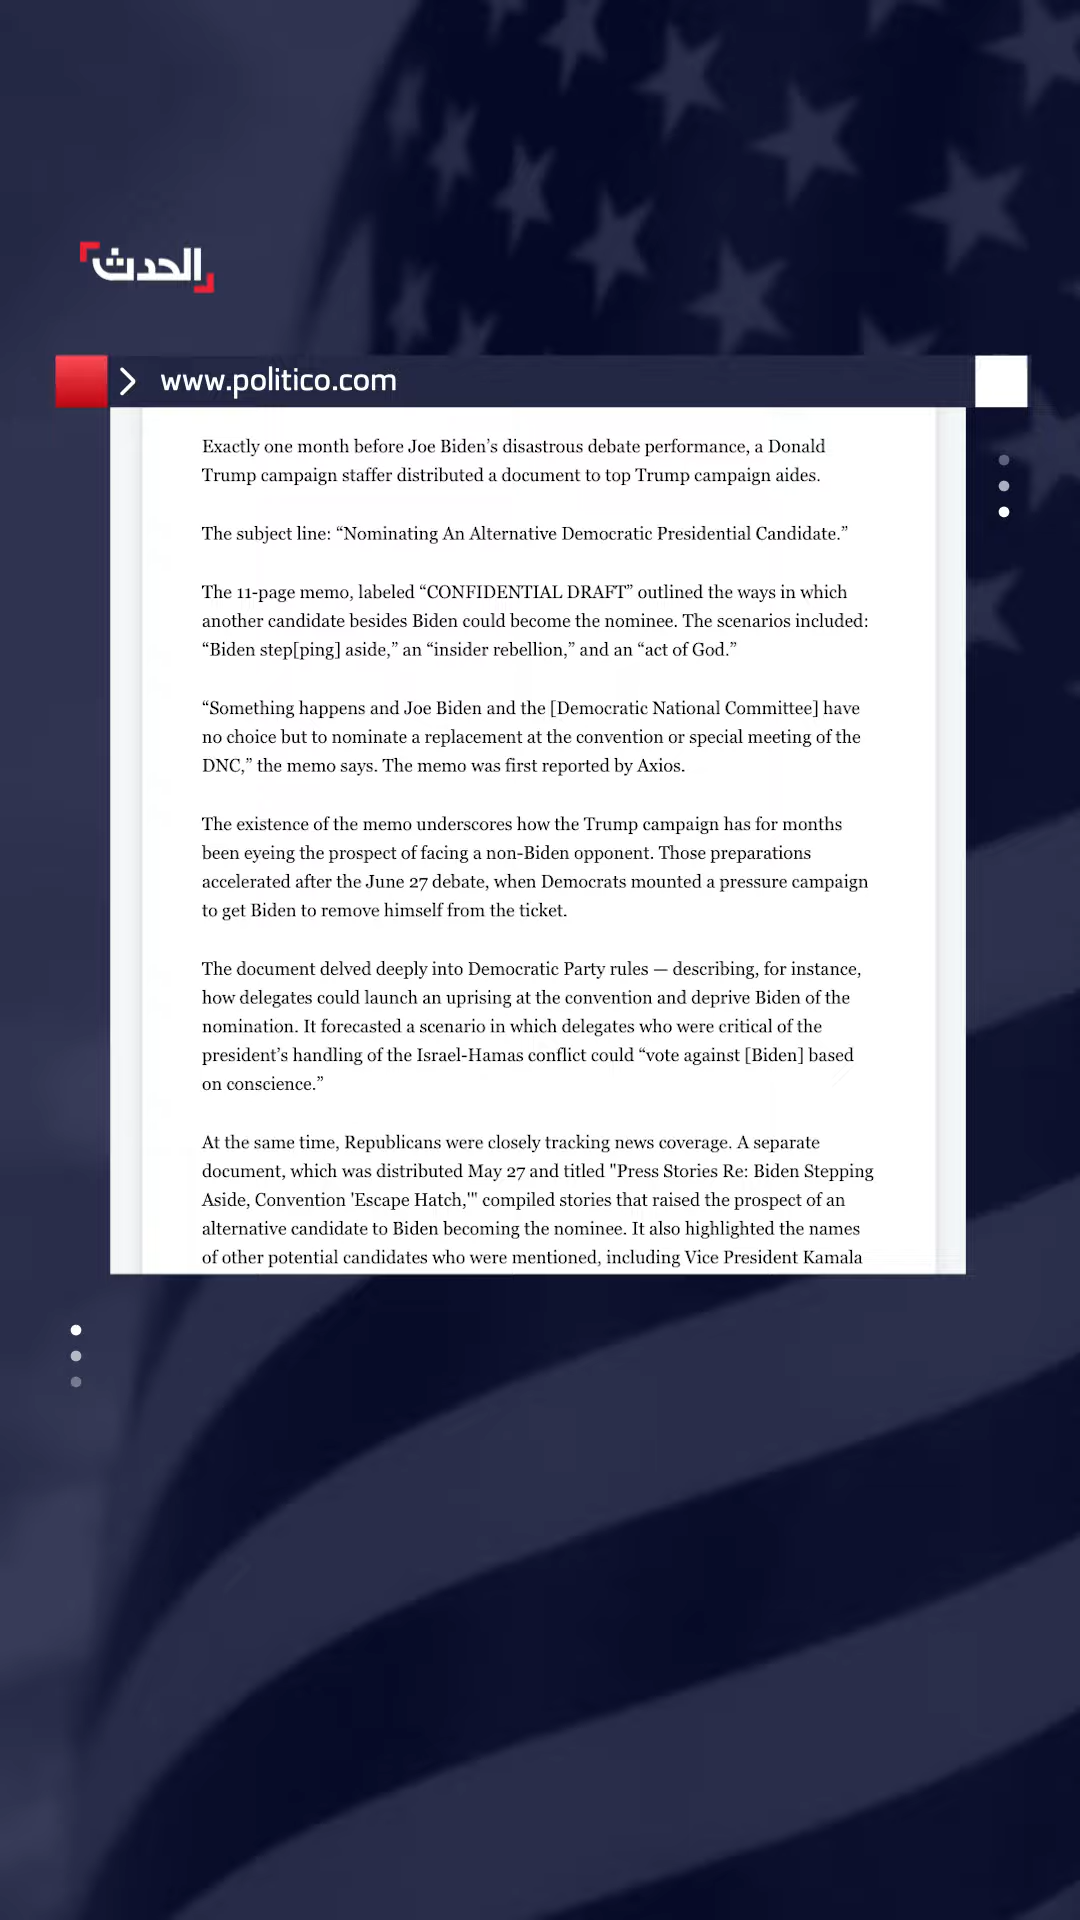 الحدث
www.politico.com
Exactly one month before Joe Biden’s disastrous debate performance, a Donald
Trump campaign staffer distributed a document to top Trump campaign aides.
The subject line: “Nominating An Alternative Democratic Presidential Candidate.”
The 11-page memo, labeled “CONFIDENTIAL DRAFT” outlined the ways in which
another candidate besides Biden could become the nominee. The scenarios included:
“Biden step[ping] aside,” an “insider rebellion,” and an “act of God.”
“Something happens and Joe Biden and the [Democratic National Committee] have
no choice but to nominate a replacement at the convention or special meeting of the
DNC,” the memo says. The memo was first reported by Axios.
The existence of the memo underscores how the Trump campaign has for months
been eyeing the prospect of facing a non-Biden opponent. Those preparations
accelerated after the June 27 debate, when Democrats mounted a pressure campaign
to get Biden to remove himself from the ticket.
The document delved deeply into Democratic Party rules — describing, for instance,
how delegates could launch an uprising at the convention and deprive Biden of the
nomination. It forecasted a scenario in which delegates who were critical of the
president’s handling of the Israel-Hamas conflict could “vote against [Biden] based
on conscience.”
At the same time, Republicans were closely tracking news coverage. A separate
document, which was distributed May 27 and titled "Press Stories Re: Biden Stepping
Aside, Convention 'Escape Hatch,'" compiled stories that raised the prospect of an
alternative candidate to Biden becoming the nominee. It also highlighted the names
of other potential candidates who were mentioned, including Vice President Kamala